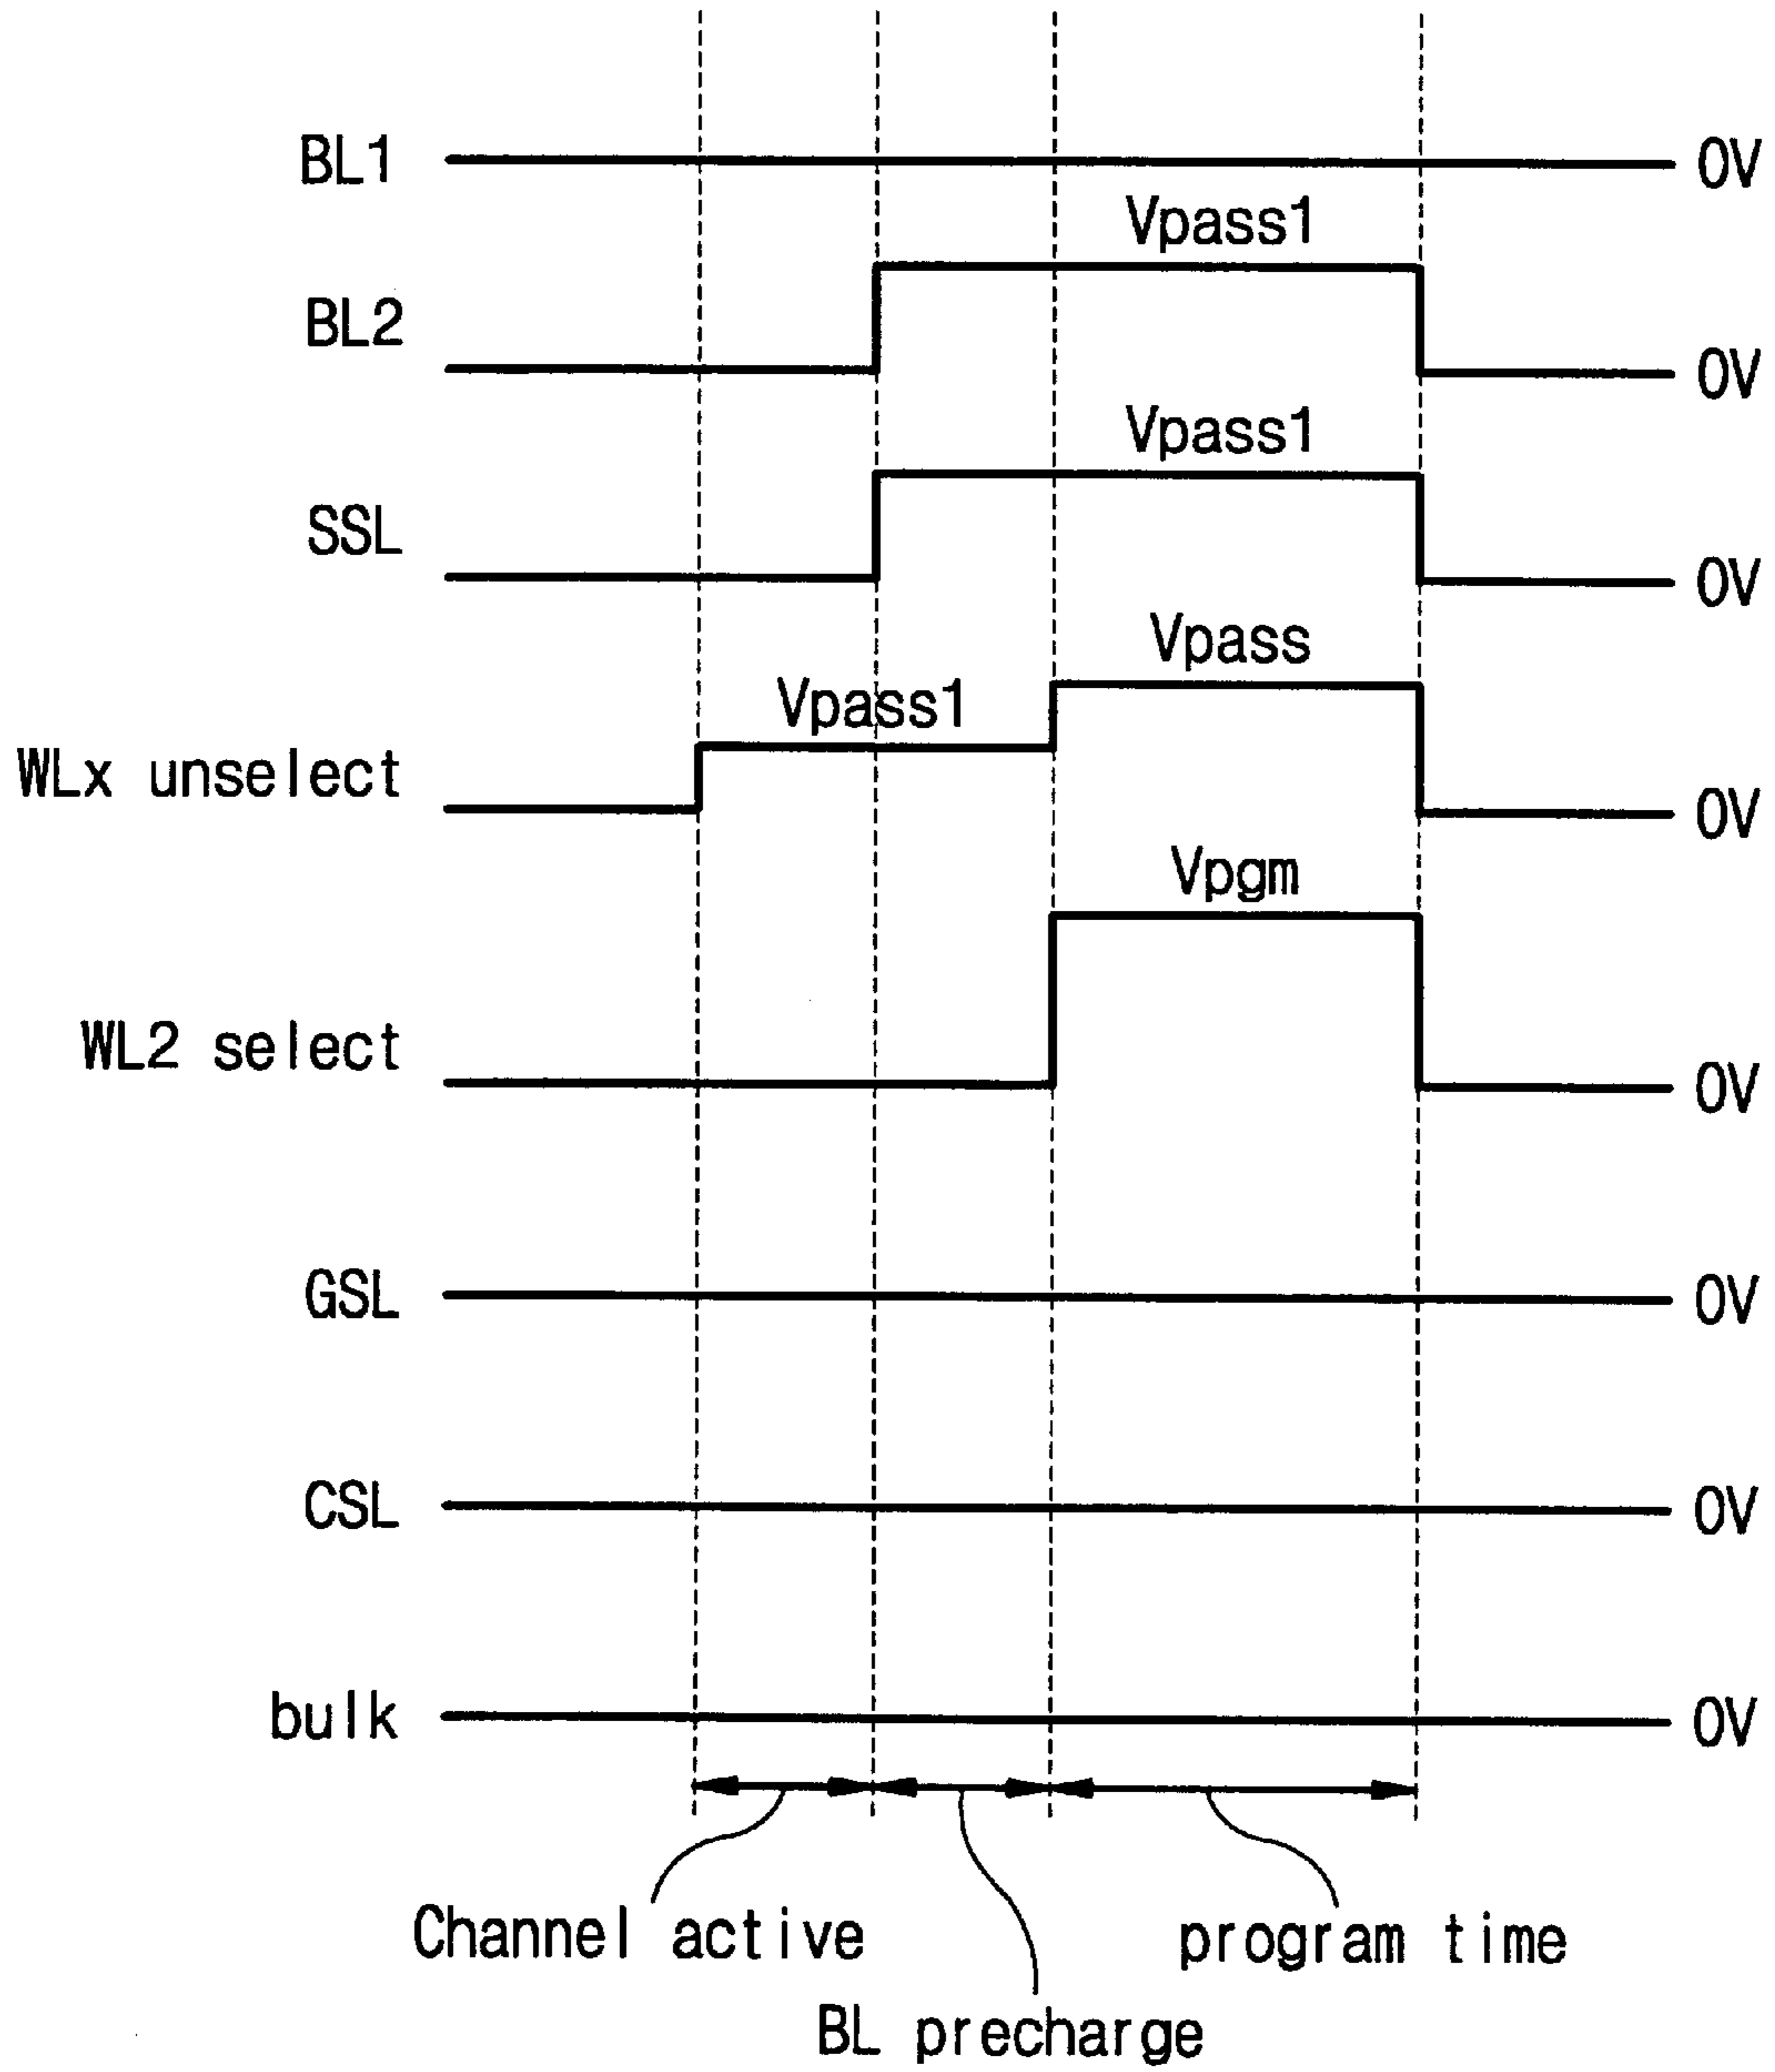 BL1 0V
Vpass1
BL2 0V
Vpass1
SSL 0V
Vpass
Vpass1
WLx unselect 0V
Vpgm
WL2 select 0V
GSL 0V
CSL 0V
bulk 0V
Channel active program time
BL precharge